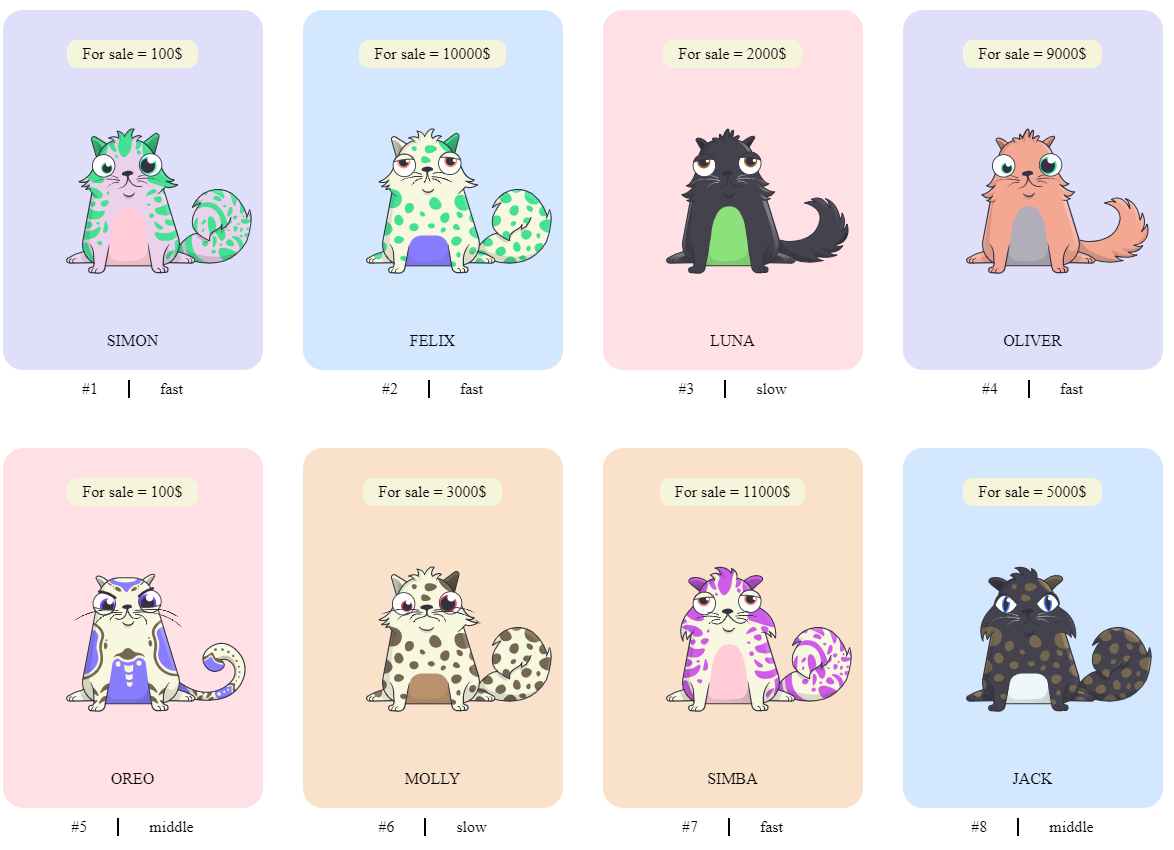 For sale = 100$
For sale = 10000$
For sale = 2000$
For sale = 9000$
SIMON
FELIX
LUNA
OLIVER
#1 | fast
#2 | fast
#3 | slow
#4 | fast
For sale = 100$
For sale = 3000$
For sale = 11000$
For sale = 5000$
OREO
MOLLY
SIMBA
JACK
#5 | middle
#6 | slow
#7 | fast
#8 | middle